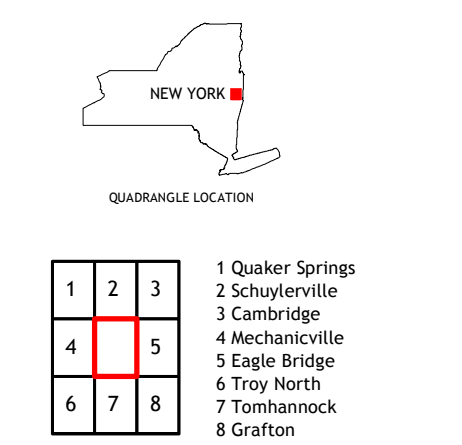 NEW YORK
QUADRANGLE LOCATION
1 2 3
4 5
6 7 8
1 Quaker Springs
2 Schuylerville
3 Cambridge
4 Mechanicville
5 Eagle Bridge
6 Troy North
7 Tomhannock
8 Grafton